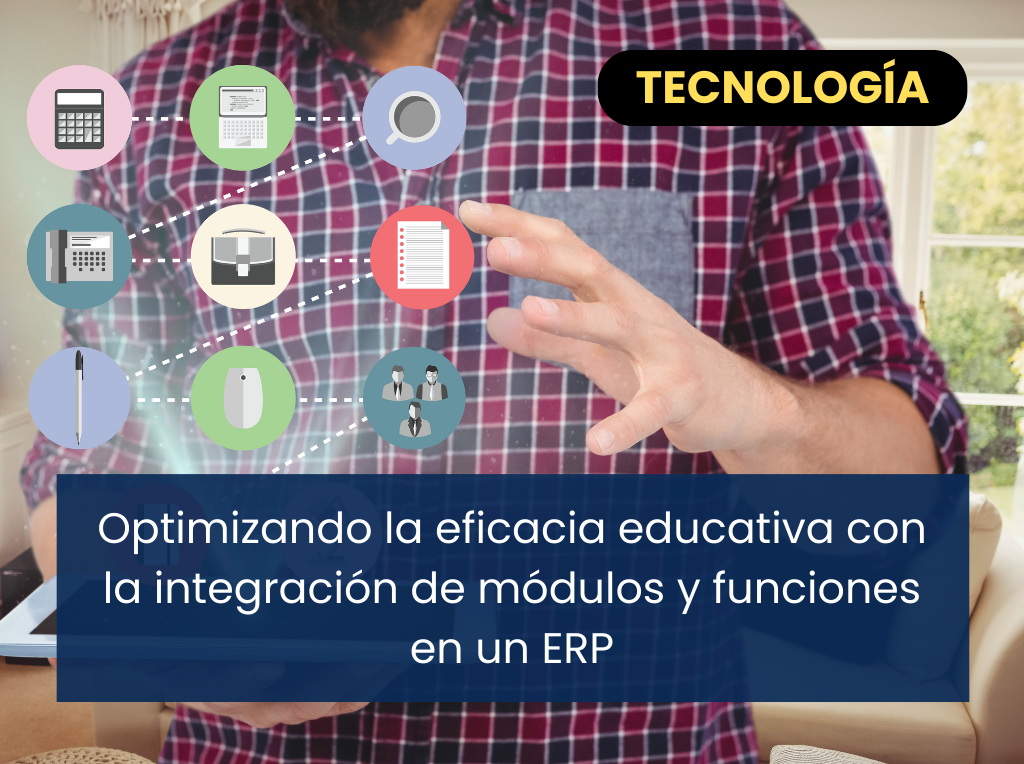 TECNOLOGÍA
Optimizando la eficacia educativa con
la integración de módulos y funciones
en un ERP